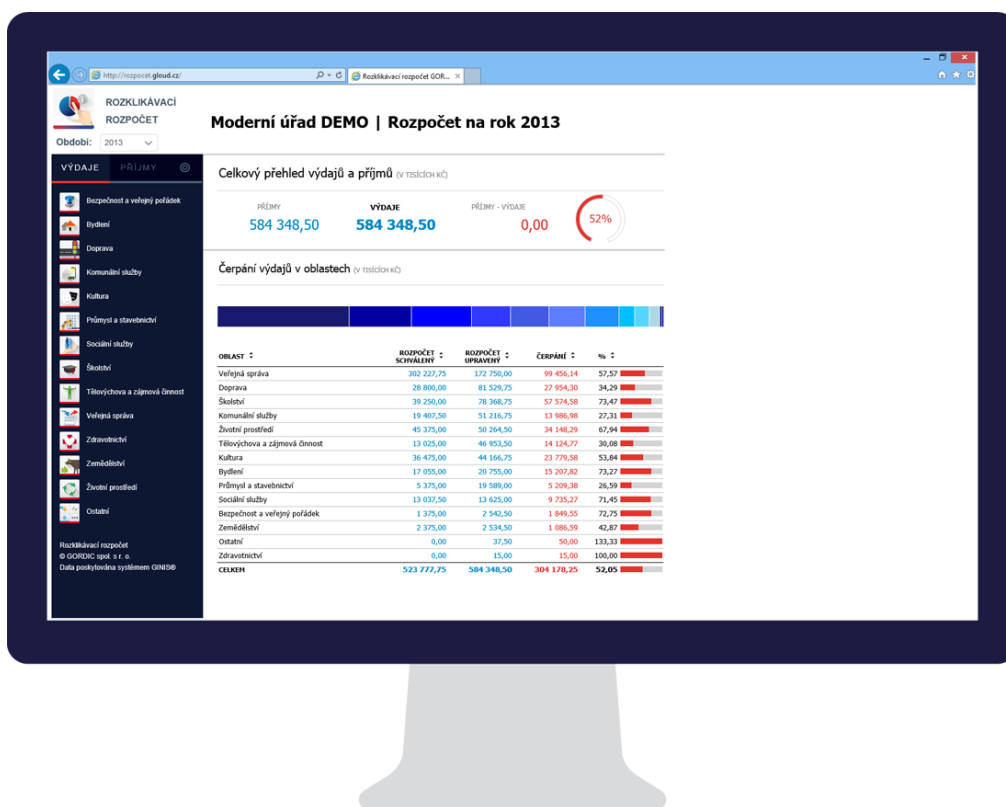 http://rozpocet.gloud.cz/
Rozklikávací rozpočet GOR...
ROZKLIKÁVACÍ
ROZPOČET
Období: 2013
Moderní úřad DEMO | Rozpočet na rok 2013
VÝDAJE PŘÍJMY
Bezpečnost a veřejný pořádek
Bydlení
Doprava
Komunální služby
Kultura
Průmysl a stavebnictví
Sociální služby
Školství
Tělovýchova a zájmová činnost
Veřejná správa
Zdravotnictví
Zemědělství
Životní prostředí
Ostatní
Rozklikávací rozpočet
© GORDIC spol. s r. o.
Data poskytována systémem GINIS®
Celkový přehled výdajů a příjmů (V TISÍCÍCH KČ)
PŘÍJMY VÝDAJE PŘÍJMY - VÝDAJE
584 348,50 584 348,50 0,00 52%
Čerpání výdajů v oblastech (V TISÍCÍCH KČ)
OBLAST ROZPOČET SCHVÁLENÝ ROZPOČET UPRAVENÝ ČERPÁNÍ %
Veřejná správa 302 227,75 172 750,00 99 456,14 57,57
Doprava 28 800,00 81 529,75 27 954,30 34,29
Školství 39 250,00 78 368,75 57 574,58 73,47
Komunální služby 19 407,50 51 216,75 13 986,98 27,31
Životní prostředí 45 375,00 50 264,50 34 148,29 67,94
Tělovýchova a zájmová činnost 13 025,00 46 953,50 14 124,77 30,08
Kultura 36 475,00 44 166,75 23 779,58 53,84
Bydlení 17 055,00 20 755,00 15 207,82 73,27
Průmysl a stavebnictví 5 375,00 19 589,00 5 209,38 26,59
Sociální služby 13 037,50 13 625,00 9 735,27 71,45
Bezpečnost a veřejný pořádek 1 375,00 2 542,50 1 849,55 72,75
Zemědělství 2 375,00 2 534,50 1 086,59 42,87
Ostatní 0,00 37,50 50,00 133,33
Zdravotnictví 0,00 15,00 15,00 100,00
CELKEM 523 777,75 584 348,50 304 178,25 52,05